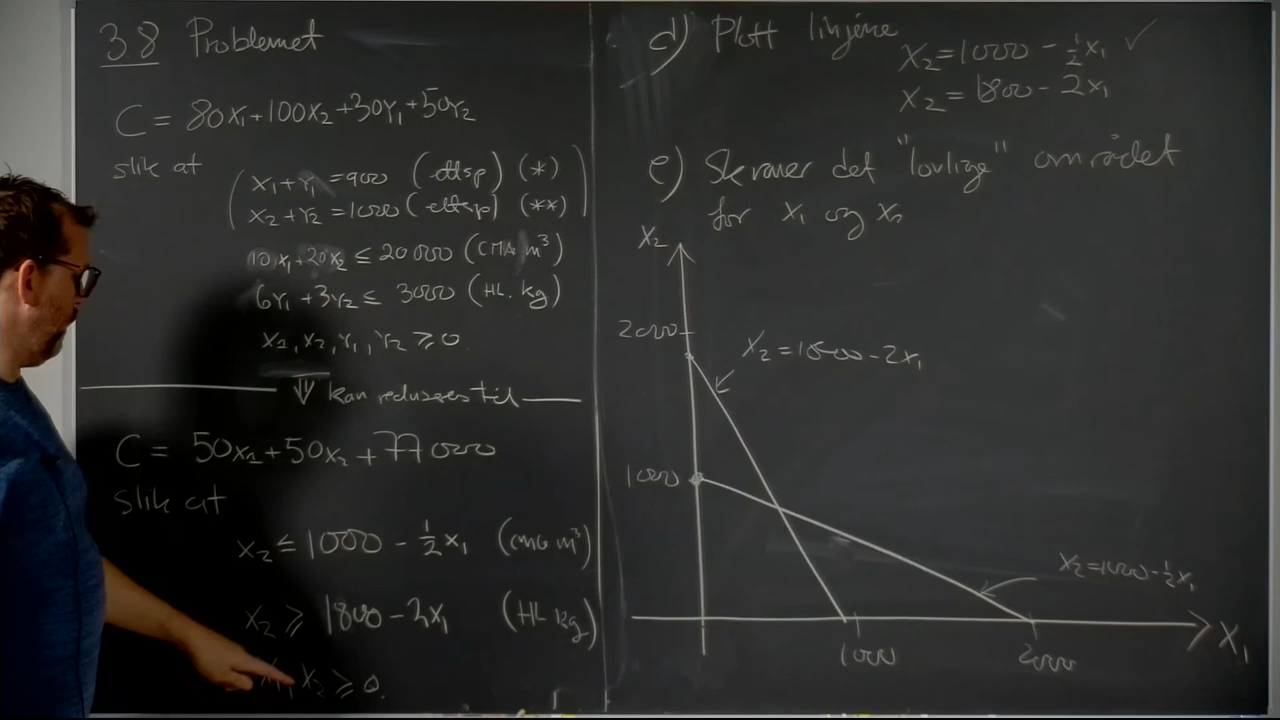 3.8 Problemet
C = 80x₁+100x₂+30Y₁+50Y₂
slik at
x₁+Y₁ = 900 (ettsp) (*)
x₂+Y₂ = 1000 (ettsp) (**)
10x₁+20x₂ ≤ 20 000 (CMA m³)
6Y₁+3Y₂ ≤ 3000 (HL. kg)
x₁, x₂, Y₁, Y₂ ≥ 0
⇓ kan reduseres til
C = 50x₁+50x₂+77 000
slik at
x₂ ≤ 1000 - ½x₁ (CMA m³)
x₂ ≥ 1800 - 2x₁ (HL kg)
x₁, x₂ ≥ 0.
d) Plott linjene
x₂ = 1000 - ½x₁ ✓
x₂ = 1800 - 2x₁
e) Skraver det "lovlige" området
for x₁ og x₂
X₂
2000
x₂ = 1800 - 2x₁
1000
x₂ = 1000 - ½x₁
1000
2000
X₁